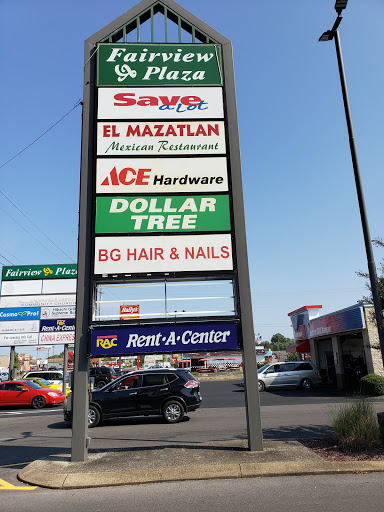 Fairview
Plaza
Save
a lot
EL MAZATLAN
Mexican Restaurant
ACE Hardware
DOLLAR
TREE
BG HAIR & NAILS
Rally's
RAC Rent-A-Center
Fairview Plaza
CosmoProf
Rent-A-Center
CHINA EXPRESS